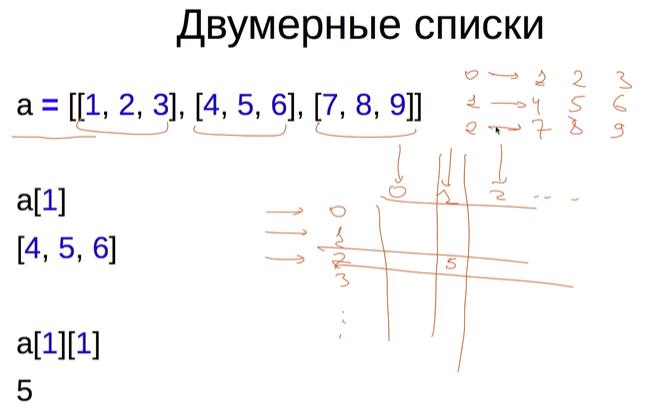 Двумерные списки
a = [[1, 2, 3], [4, 5, 6], [7, 8, 9]]
0 → 1 2 3
1 → 4 5 6
2 → 7 8 9
a[1]
[4, 5, 6]
a[1][1]
5
0 1 2 ...
0
1
2 5
3
⋮